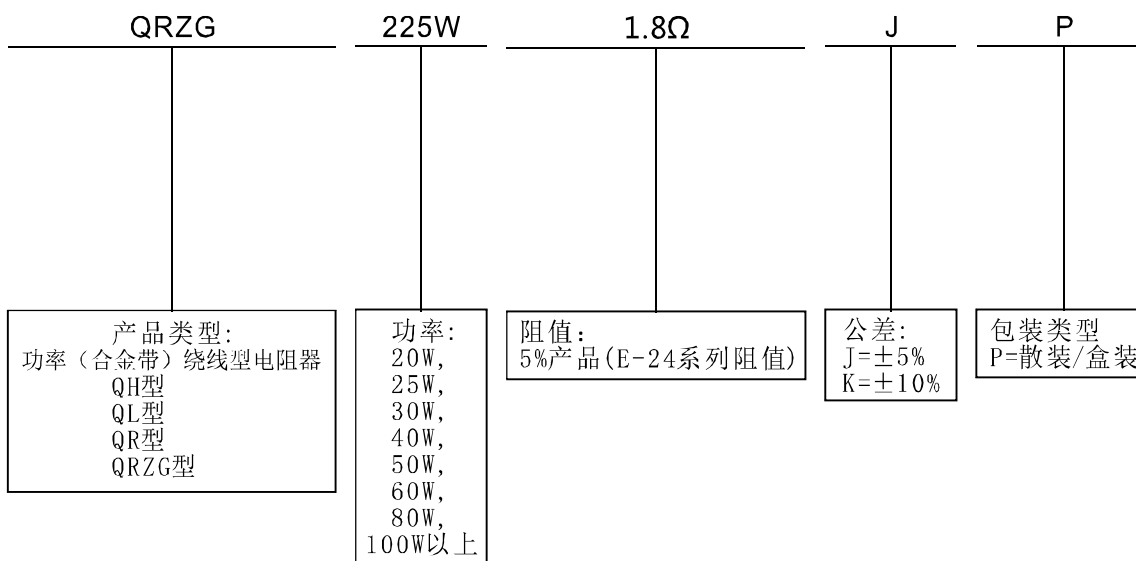 QRZG
225W
1.8Ω
J
P
产品类型:
功率（合金带）绕线型电阻器
QH型
QL型
QR型
QRZG型
功率:
20W,
25W,
30W,
40W,
50W,
60W,
80W,
100W以上
阻值：
5%产品(E-24系列阻值)
公差:
J=±5%
K=±10%
包装类型
P=散装/盒装